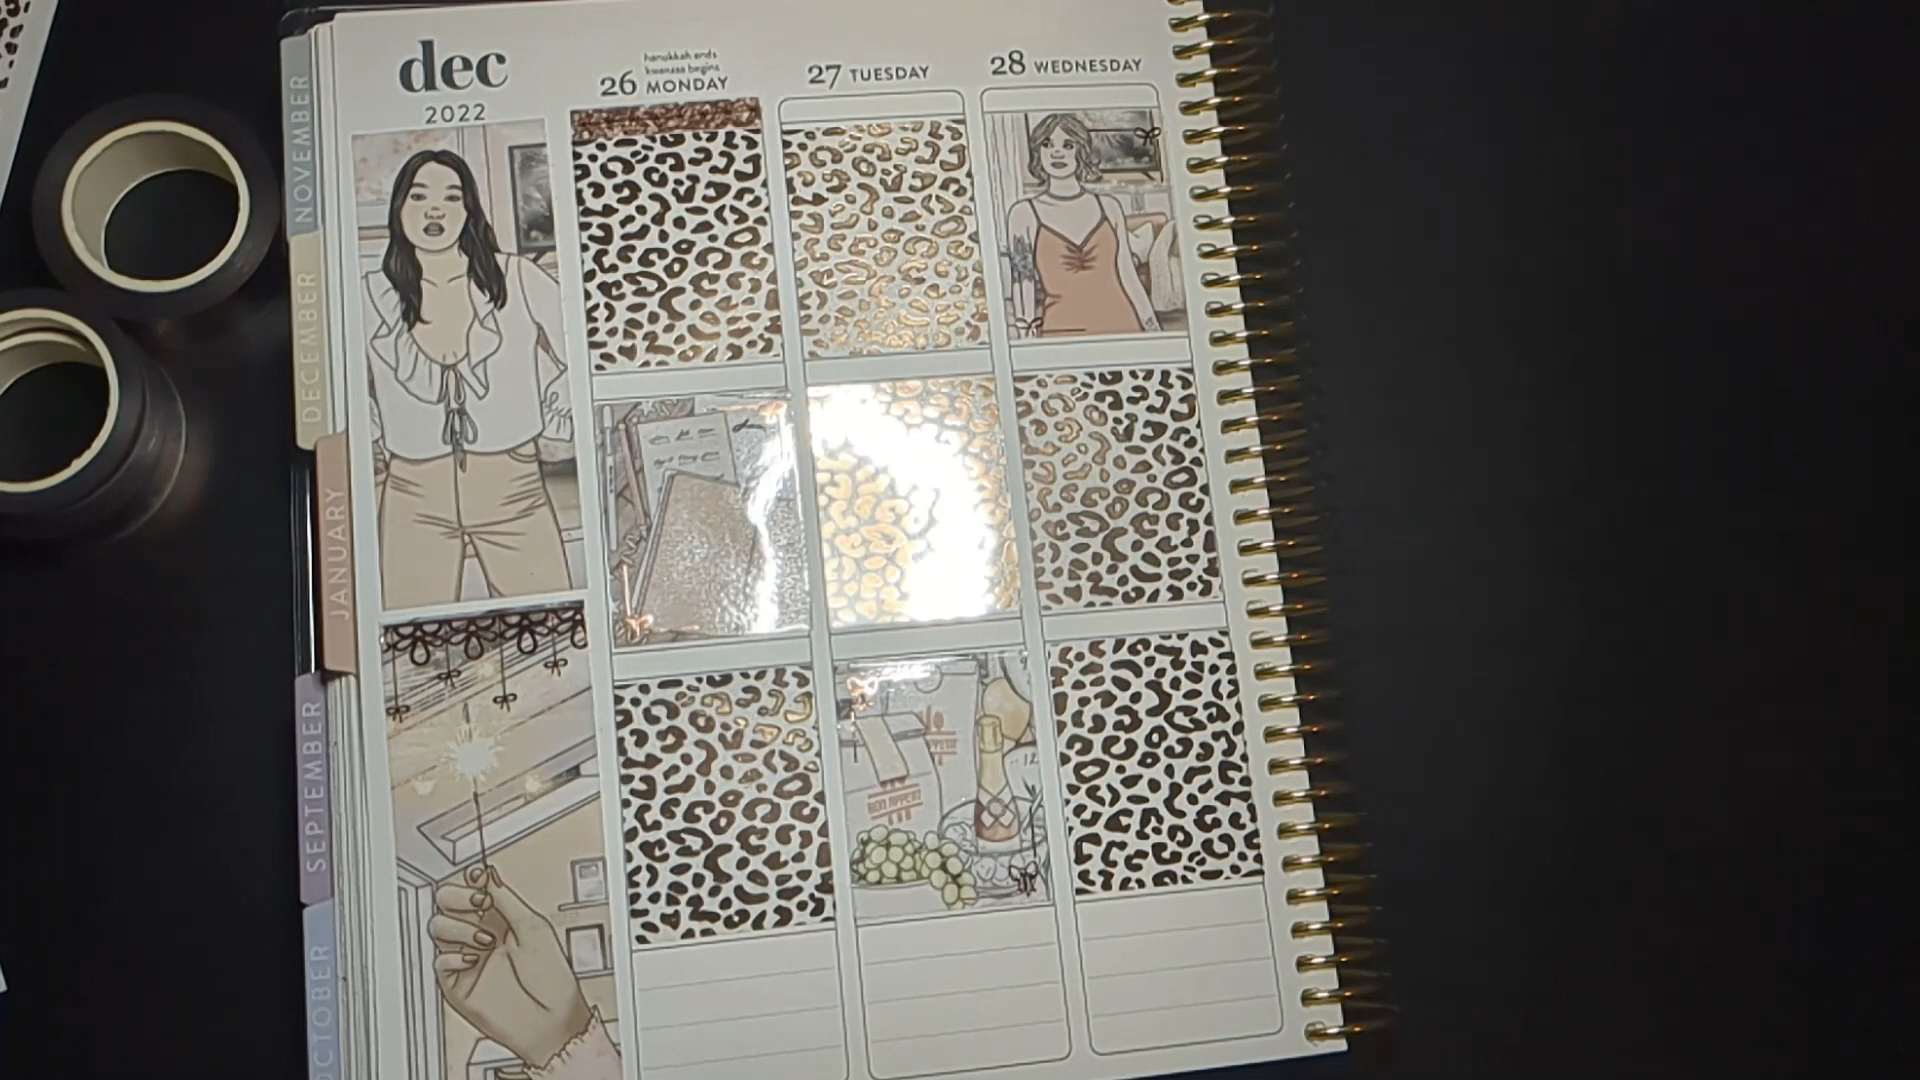 dec
2022
hanukkah ends
kwanzaa begins
26 MONDAY
27 TUESDAY
28 WEDNESDAY
NOVEMBER
DECEMBER
JANUARY
SEPTEMBER
OCTOBER
BON APPETIT
12